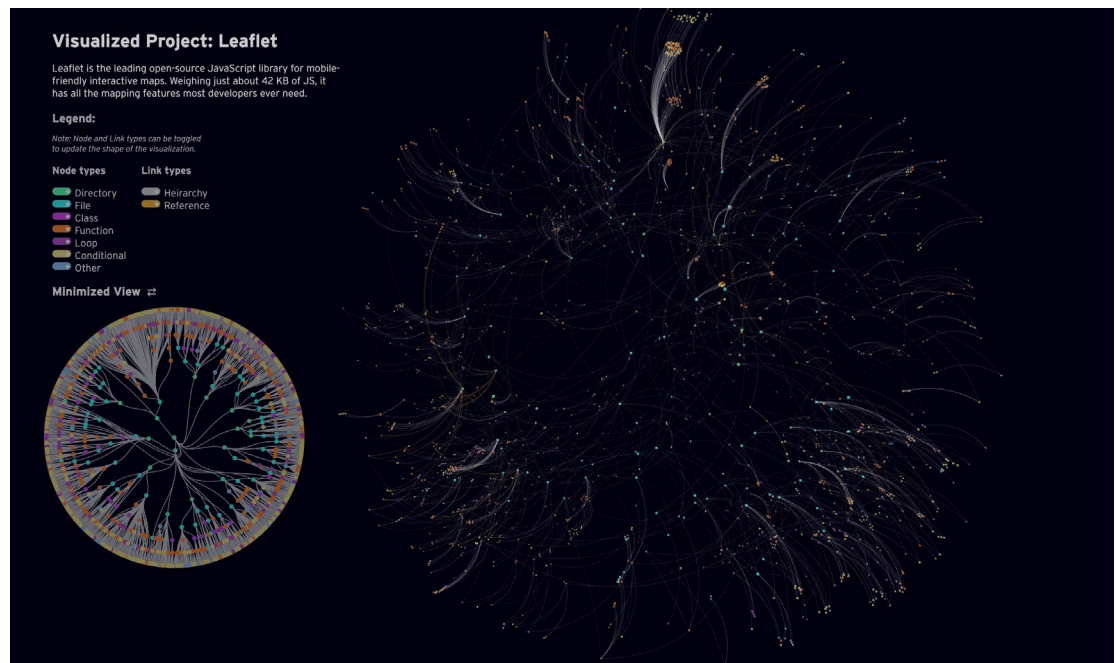 Visualized Project: Leaflet
Leaflet is the leading open-source JavaScript library for mobile-
friendly interactive maps. Weighing just about 42 KB of JS, it
has all the mapping features most developers ever need.
Legend:
Note: Node and Link types can be toggled
to update the shape of the visualization.
Node types
Directory
File
Class
Function
Loop
Conditional
Other
Link types
Heirarchy
Reference
Minimized View ⇄